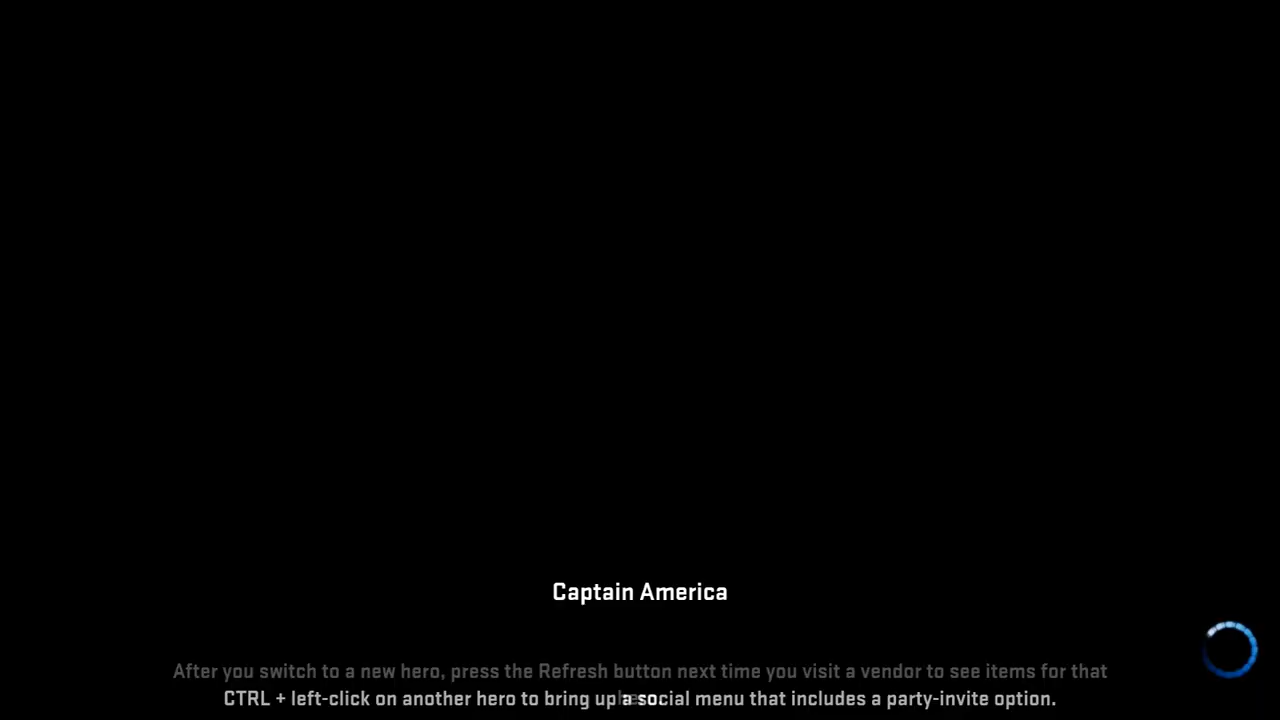 Captain America
After you switch to a new hero, press the Refresh button next time you visit a vendor to see items for that
CTRL + left-click on another hero to bring up a social menu that includes a party-invite option.